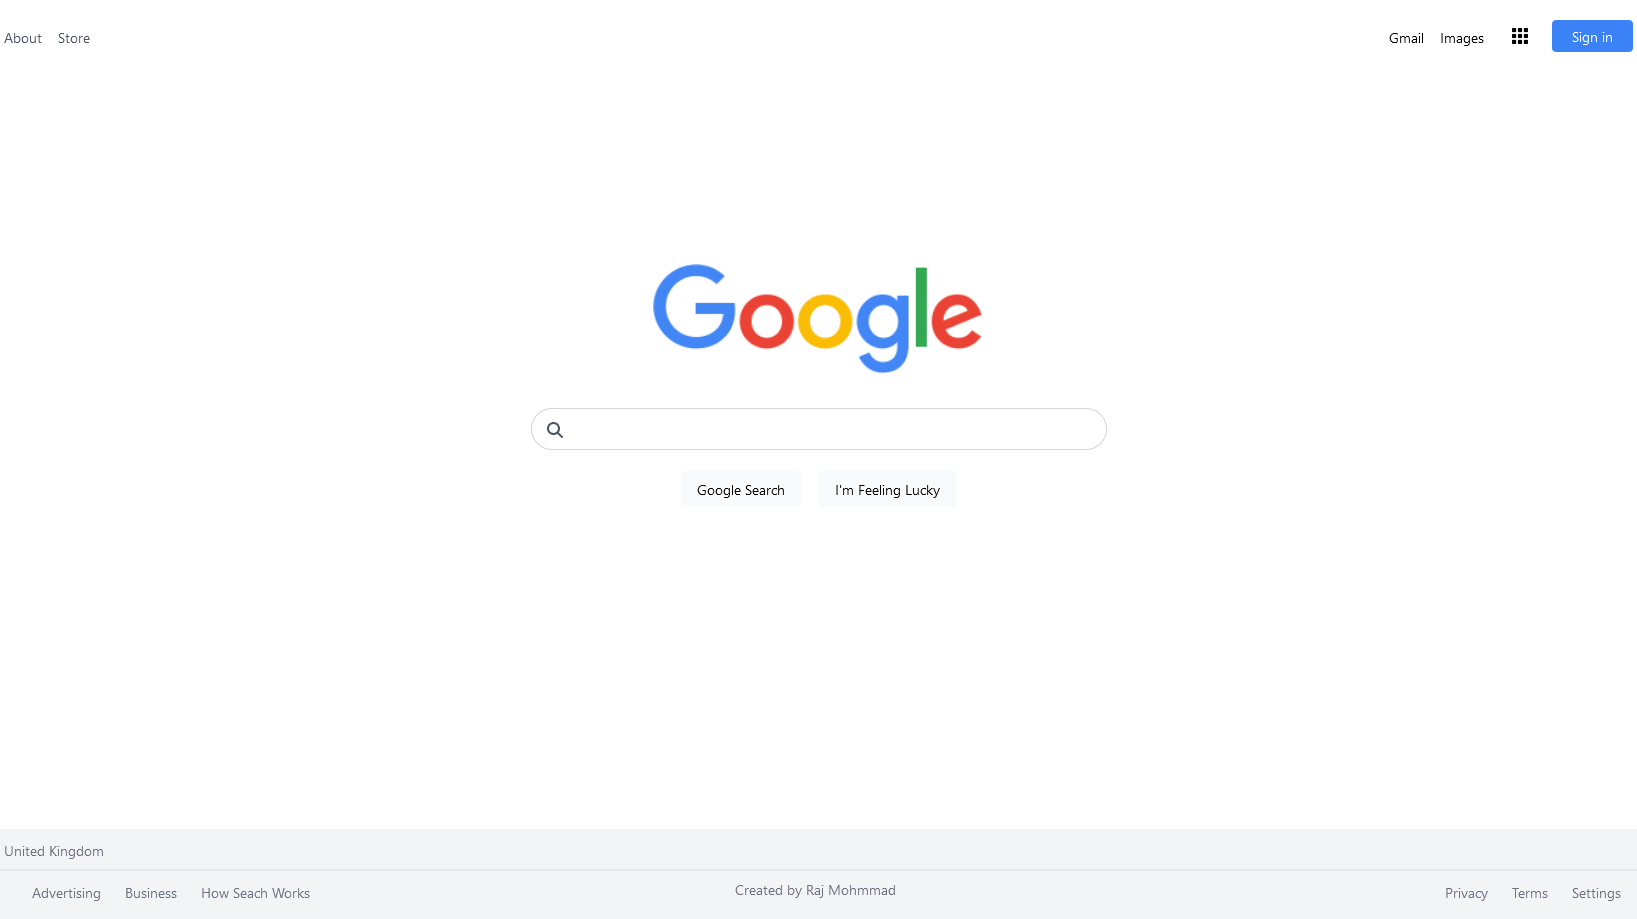 About Store Gmail Images Sign in
Google
Google Search I'm Feeling Lucky
United Kingdom
Advertising Business How Seach Works Created by Raj Mohmmad Privacy Terms Settings